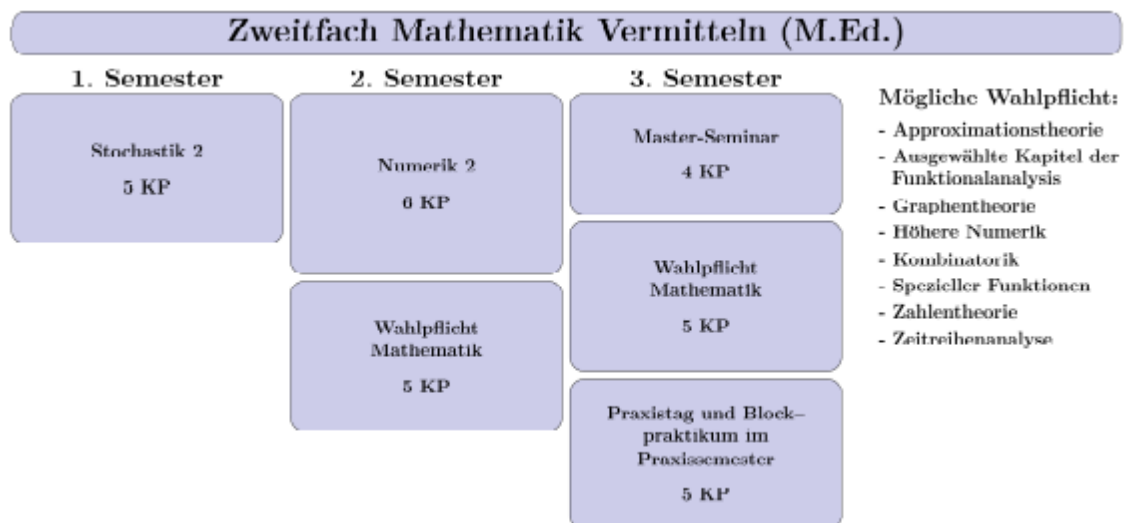 Zweitfach Mathematik Vermitteln (M.Ed.)
1. Semester
Stochastik 2
5 KP
2. Semester
Numerik 2
6 KP
Wahlpflicht
Mathematik
5 KP
3. Semester
Master-Seminar
4 KP
Wahlpflicht
Mathematik
5 KP
Praxistag und Block-
praktikum im
Praxissemester
5 KP
Mögliche Wahlpflicht:
- Approximationstheorie
- Ausgewählte Kapitel der
Funktionalanalysis
- Graphentheorie
- Höhere Numerik
- Kombinatorik
- Spezieller Funktionen
- Zahlentheorie
- Zeitreihenanalyse